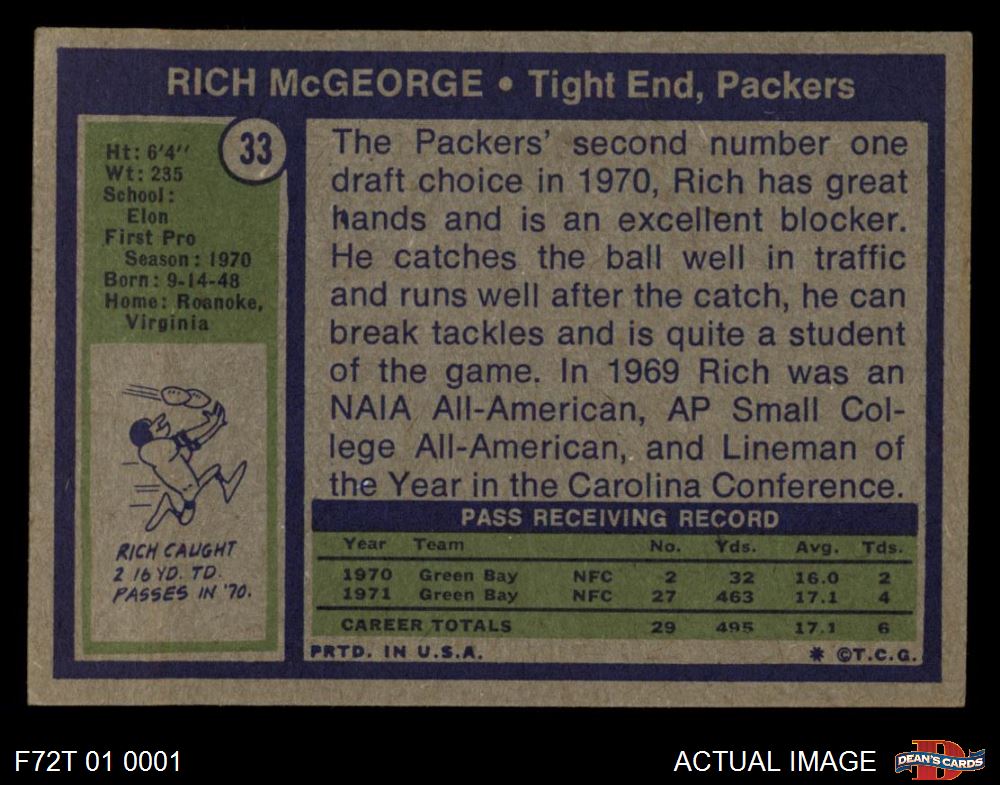 RICH McGEORGE • Tight End, Packers
33
Ht: 6'4''
Wt: 235
School:
Elon
First Pro
Season: 1970
Born: 9-14-48
Home: Roanoke,
Virginia
RICH CAUGHT
2 16 YD. TD.
PASSES IN '70.
The Packers' second number one
draft choice in 1970, Rich has great
hands and is an excellent blocker.
He catches the ball well in traffic
and runs well after the catch, he can
break tackles and is quite a student
of the game. In 1969 Rich was an
NAIA All-American, AP Small Col-
lege All-American, and Lineman of
the Year in the Carolina Conference.
PASS RECEIVING RECORD
Year Team No. Yds. Avg. Tds.
1970 Green Bay NFC 2 32 16.0 2
1971 Green Bay NFC 27 463 17.1 4
CAREER TOTALS 29 495 17.1 6
PRTD. IN U.S.A. * ©T.C.G.
F72T 01 0001
ACTUAL IMAGE
D
DEAN'S CARDS